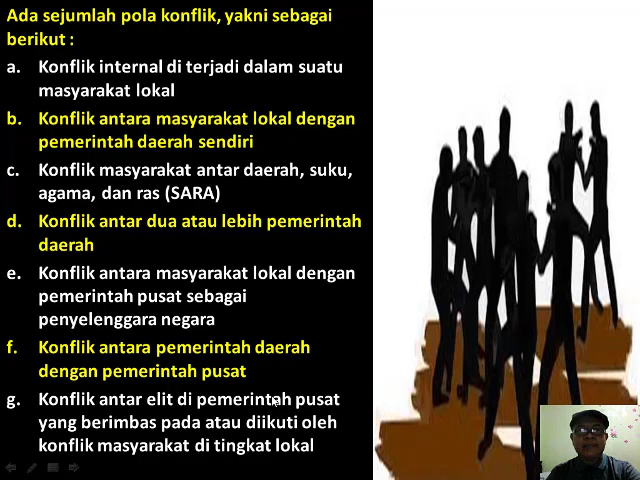 Ada sejumlah pola konflik, yakni sebagai
berikut :
a. Konflik internal di terjadi dalam suatu
masyarakat lokal
b. Konflik antara masyarakat lokal dengan
pemerintah daerah sendiri
c. Konflik masyarakat antar daerah, suku,
agama, dan ras (SARA)
d. Konflik antar dua atau lebih pemerintah
daerah
e. Konflik antara masyarakat lokal dengan
pemerintah pusat sebagai
penyelenggara negara
f. Konflik antara pemerintah daerah
dengan pemerintah pusat
g. Konflik antar elit di pemerintah pusat
yang berimbas pada atau diikuti oleh
konflik masyarakat di tingkat lokal